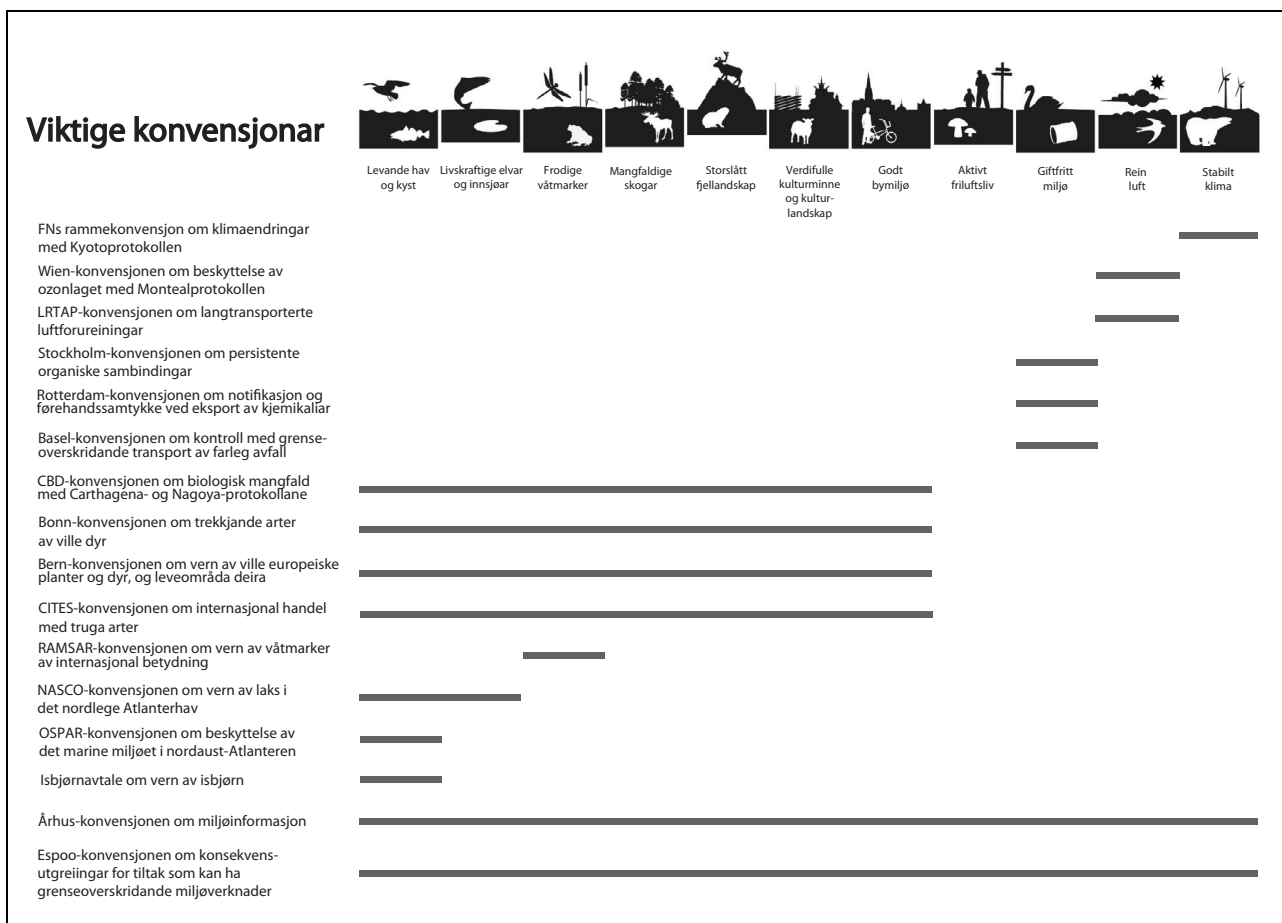 Viktige konvensjonar
Levande hav
og kyst
Livskraftige elvar
og innsjøar
Frodige
våtmarker
Mangfaldige
skogar
Storslått
fjellandskap
Verdifulle
kulturminne
og kultur-
landskap
Godt
bymiljø
Aktivt
friluftsliv
Giftfritt
miljø
Rein
luft
Stabilt
klima
FNs rammekonvensjon om klimaendringar
med Kyotoprotokollen
Wien-konvensjonen om beskyttelse av
ozonlaget med Montealprotokollen
LRTAP-konvensjonen om langtransporterte
luftforureiningar
Stockholm-konvensjonen om persistente
organiske sambindingar
Rotterdam-konvensjonen om notifikasjon og
førehandssamtykke ved eksport av kjemikaliar
Basel-konvensjonen om kontroll med grense-
overskridande transport av farleg avfall
CBD-konvensjonen om biologisk mangfald
med Carthagena- og Nagoya-protokollane
Bonn-konvensjonen om trekkjande arter
av ville dyr
Bern-konvensjonen om vern av ville europeiske
planter og dyr, og leveområda deira
CITES-konvensjonen om internasjonal handel
med truga arter
RAMSAR-konvensjonen om vern av våtmarker
av internasjonal betydning
NASCO-konvensjonen om vern av laks i
det nordlege Atlanterhav
OSPAR-konvensjonen om beskyttelse av
det marine miljøet i nordaust-Atlanteren
Isbjørnavtale om vern av isbjørn
Århus-konvensjonen om miljøinformasjon
Espoo-konvensjonen om konsekvens-
utgreiingar for tiltak som kan ha
grenseoverskridande miljøverknader